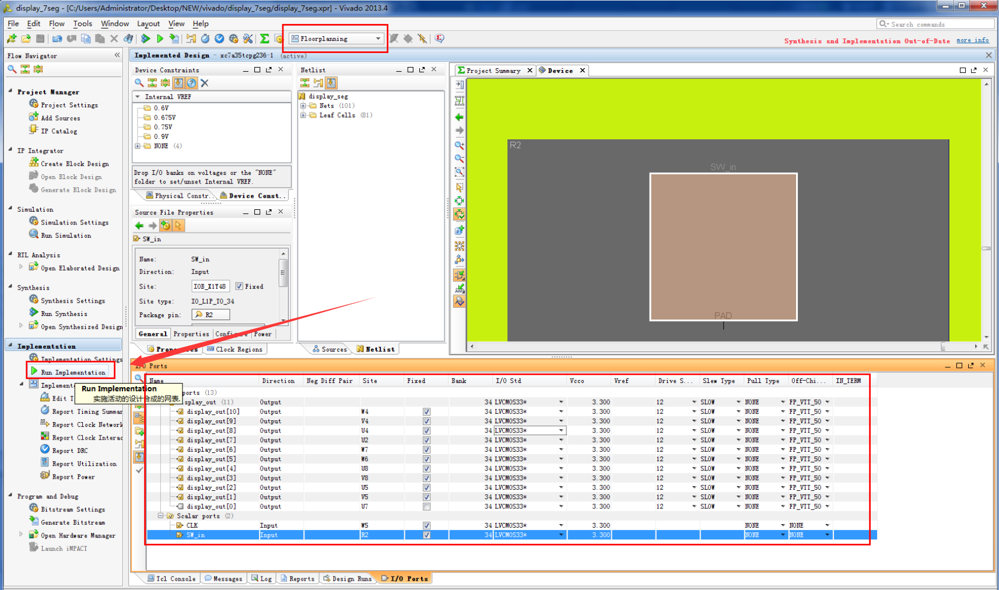 display_7seg - [C:/Users/Administrator/Desktop/NEW/vivado/display_7seg/display_7seg.xpr] - Vivado 2013.4
File Edit Flow Tools Window Layout View Help
Search commands
Floorplanning
Synthesis and Implementation Out-of-Date more info
Flow Navigator
Project Manager
Project Settings
Add Sources
IP Catalog
IP Integrator
Create Block Design
Open Block Design
Generate Block Design
Simulation
Simulation Settings
Run Simulation
RTL Analysis
Open Elaborated Design
Synthesis
Synthesis Settings
Run Synthesis
Open Synthesized Design
Implementation
Implementation Settings
Run Implementation
Implement
Edit T
Report Timing Summar
Report Clock Network
Report Clock Interac
Report DRC
Report Utilization
Report Power
Program and Debug
Bitstream Settings
Generate Bitstream
Open Hardware Manager
Launch iMPACT
Run Implementation
实施活动的设计合成的网表.
Implemented Design - xc7a35tcpg236-1 (active)
Device Constraints
Internal VREF
0.6V
0.675V
0.75V
0.9V
NONE (4)
Drop I/O banks on voltages or the "NONE"
folder to set/unset Internal VREF.
Physical Constr.. Device Const..
Source File Properties
SW_in
Name: SW_in
Direction: Input
Site: IOB_X1Y48 Fixed
Site type: IO_L1P_T0_34
Package pin: R2
General Properties Power
Clock Regions
Netlist
display_seg
Nets (101)
Leaf Cells (81)
Sources Netlist
Project Summary Device
R2
SW_in
PAD
I/O Ports
Name Direction Neg Diff Pair Site Fixed Bank I/O Std Vcco Vref Drive S... Slew Type Pull Type Off-Chi... IN_TERM
ports (13)
splay_out (11) Output 34 LVCMOS33* 3.300 12 SLOW NONE FP_VTT_50
display_out[10] Output W4 34 LVCMOS33* 3.300 12 SLOW NONE FP_VTT_50
display_out[9] Output V4 34 LVCMOS33* 3.300 12 SLOW NONE FP_VTT_50
display_out[8] Output U4 34 LVCMOS33* 3.300 12 SLOW NONE FP_VTT_50
display_out[7] Output U2 34 LVCMOS33* 3.300 12 SLOW NONE FP_VTT_50
display_out[6] Output W7 34 LVCMOS33* 3.300 12 SLOW NONE FP_VTT_50
display_out[5] Output W6 34 LVCMOS33* 3.300 12 SLOW NONE FP_VTT_50
display_out[4] Output U8 34 LVCMOS33* 3.300 12 SLOW NONE FP_VTT_50
display_out[3] Output V8 34 LVCMOS33* 3.300 12 SLOW NONE FP_VTT_50
display_out[2] Output U5 34 LVCMOS33* 3.300 12 SLOW NONE FP_VTT_50
display_out[1] Output V5 34 LVCMOS33* 3.300 12 SLOW NONE FP_VTT_50
display_out[0] Output U7 34 LVCMOS33* 3.300 12 SLOW NONE FP_VTT_50
Scalar ports (2)
CLK Input W5 34 LVCMOS33* 3.300 NONE NONE
SW_in Input R2 34 LVCMOS33* 3.300 NONE NONE
Tcl Console Messages Log Reports Design Runs I/O Ports